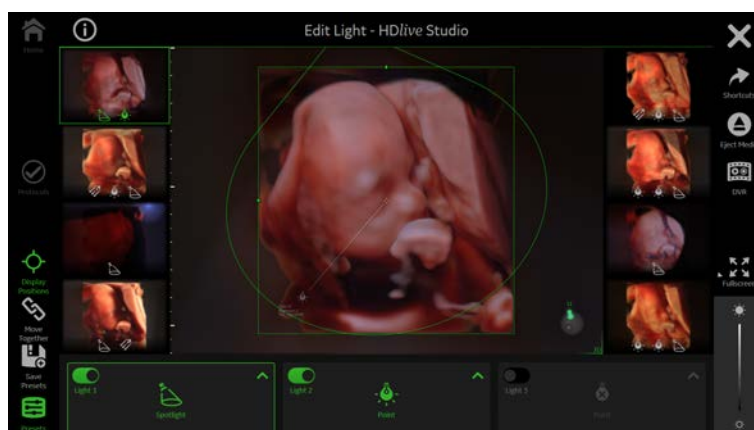 Edit Light - HDlive Studio
Home
Shortcuts
Eject Media
Protocols
DVR
Display
Positions
Fullscreen
Move
Together
Save
Presets
Light 1
Spotlight
Light 2
Point
Light 3
Point
Presets